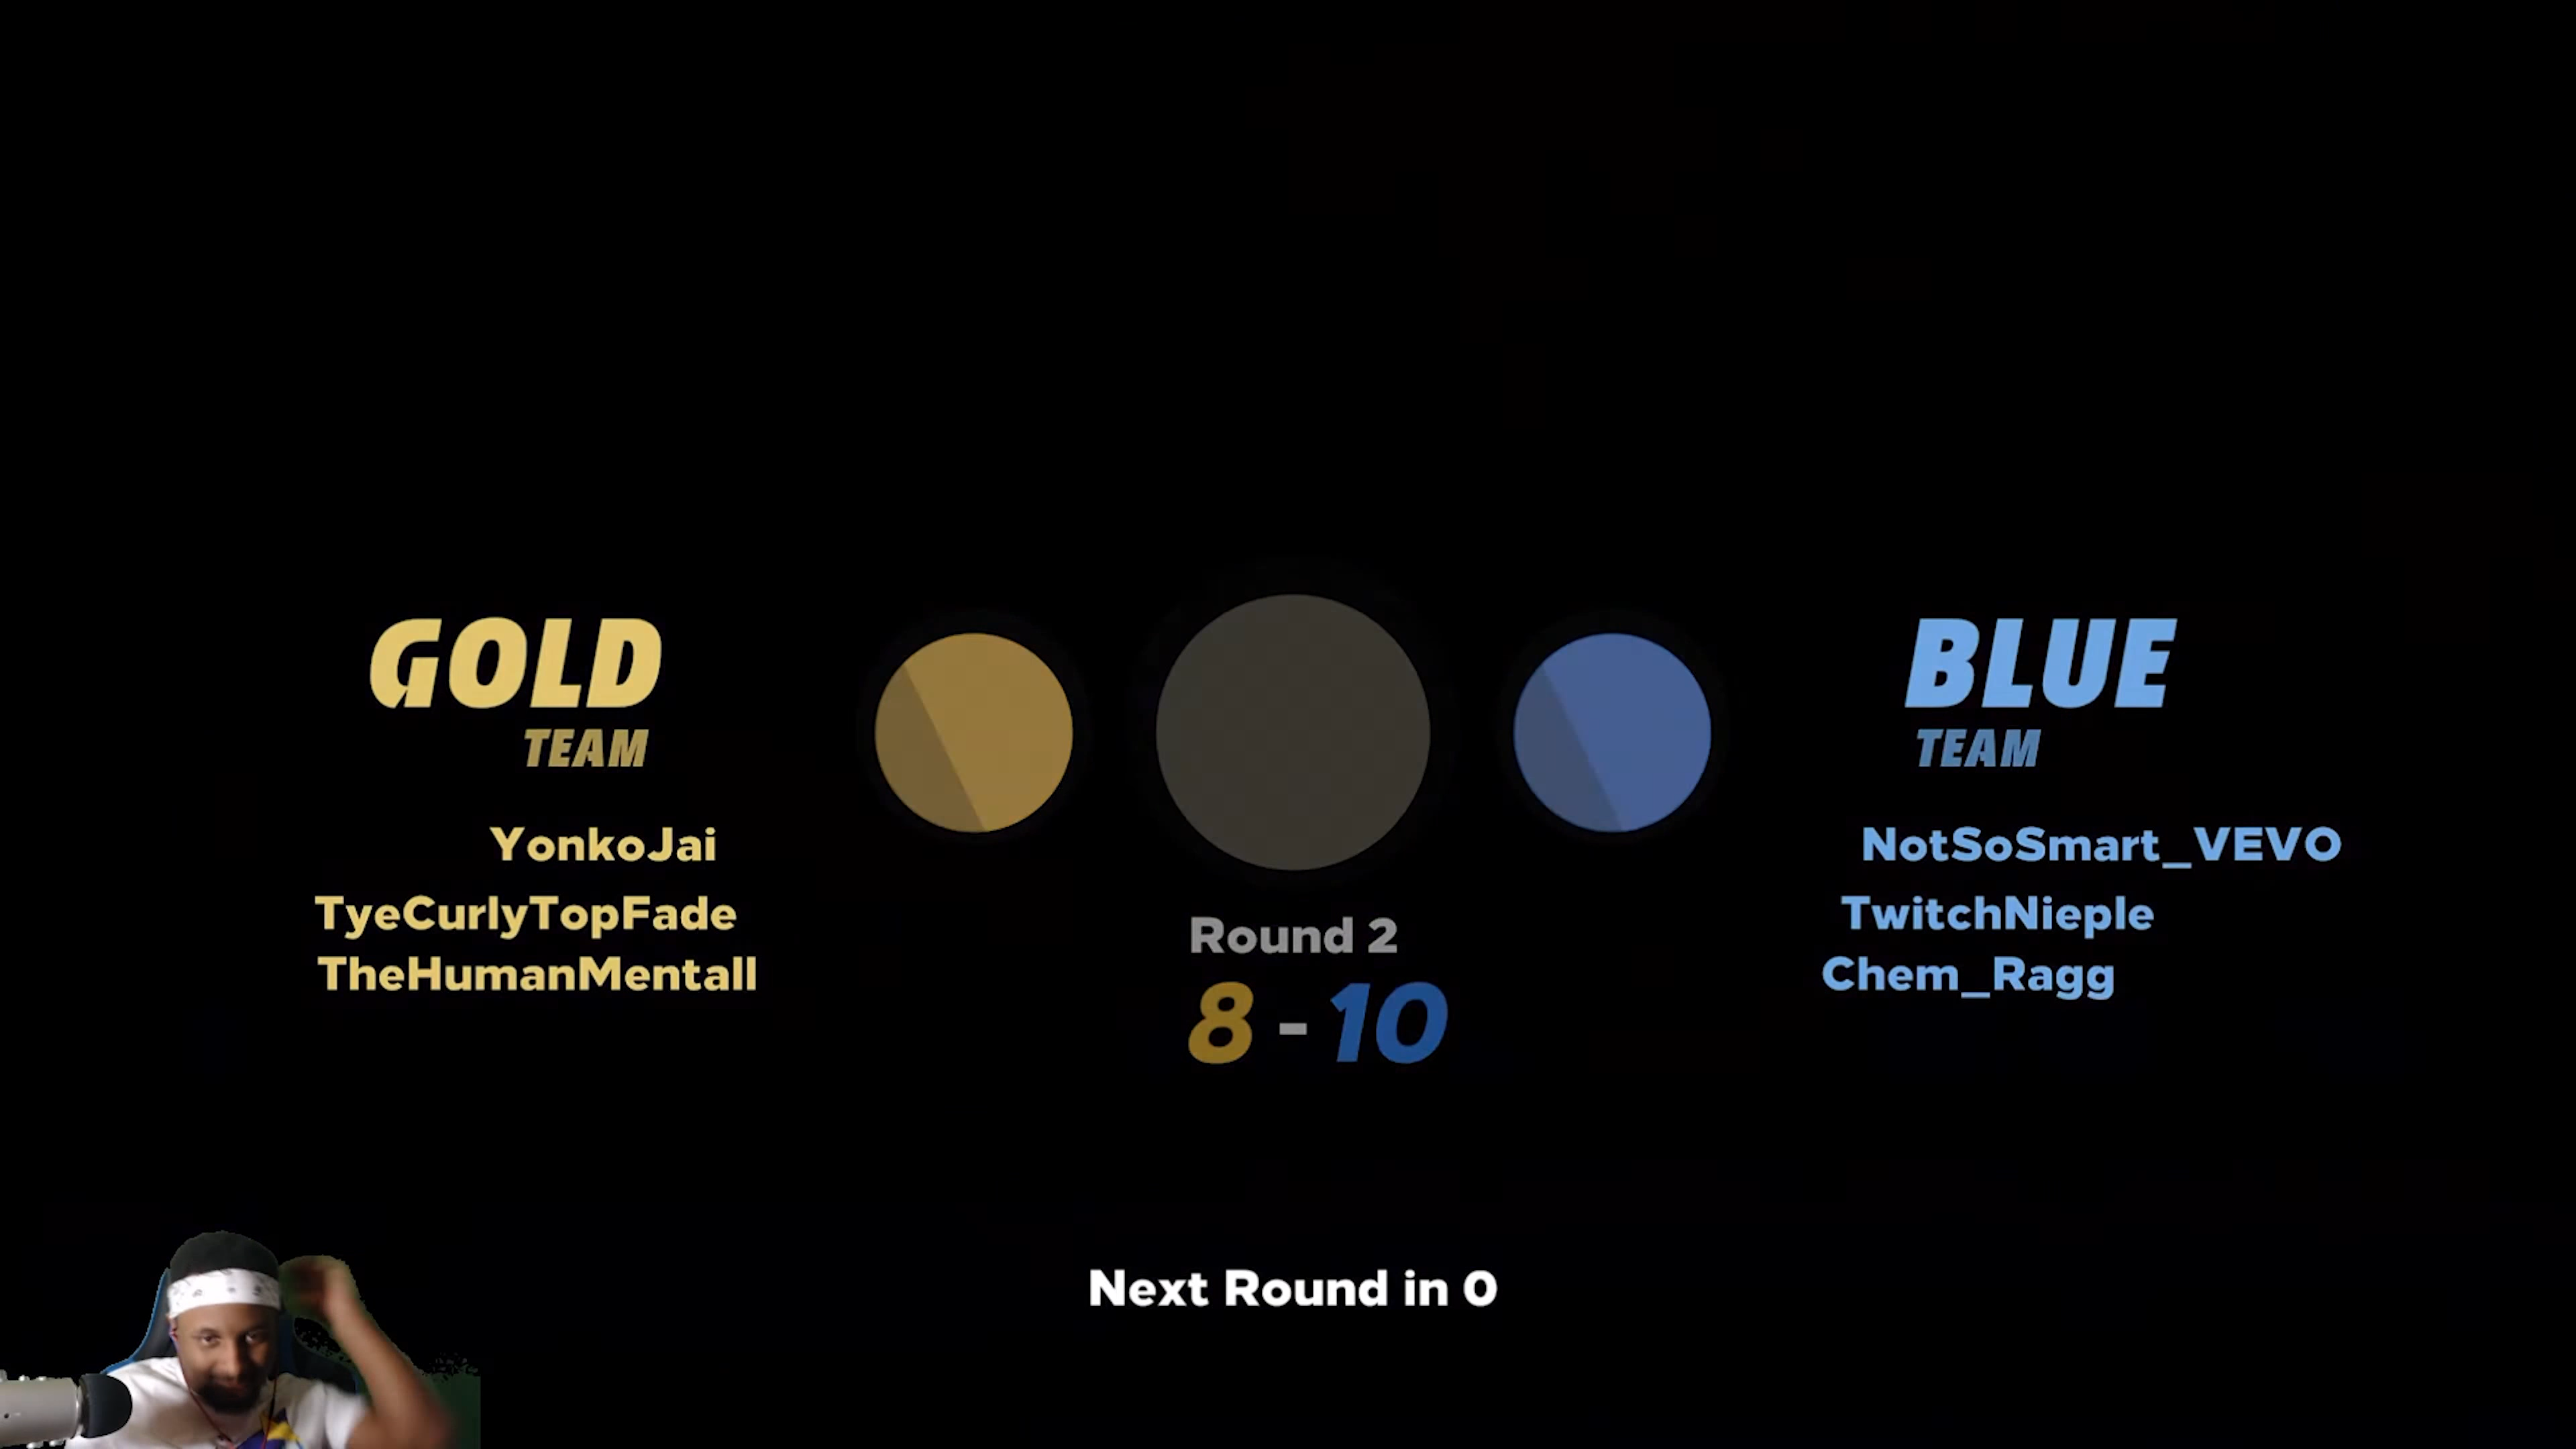 GOLD
TEAM
YonkoJai
TyeCurlyTopFade
TheHumanMentall
Round 2
8 - 10
BLUE
TEAM
NotSoSmart_VEVO
TwitchNieple
Chem_Ragg
Next Round in 0